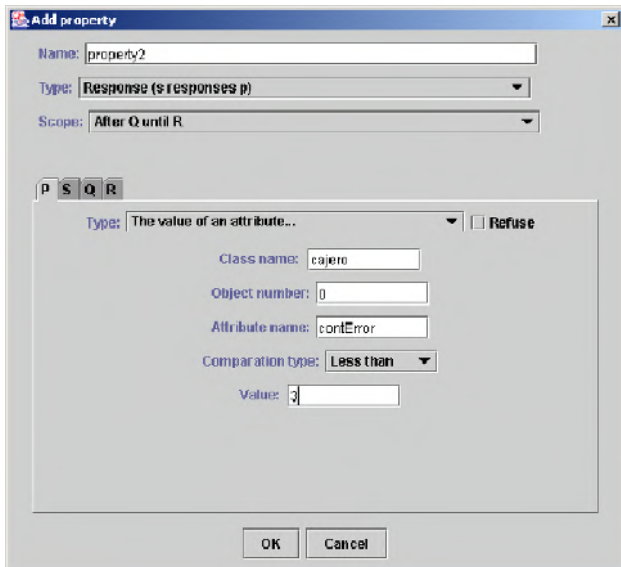 Add property
Name: property2
Type: Response (s responses p)
Scope: After Q until R
P S Q R
Type: The value of an attribute... Refuse
Class name: cajero
Object number: 0
Attribute name: contError
Comparation type: Less than
Value: 3
OK Cancel